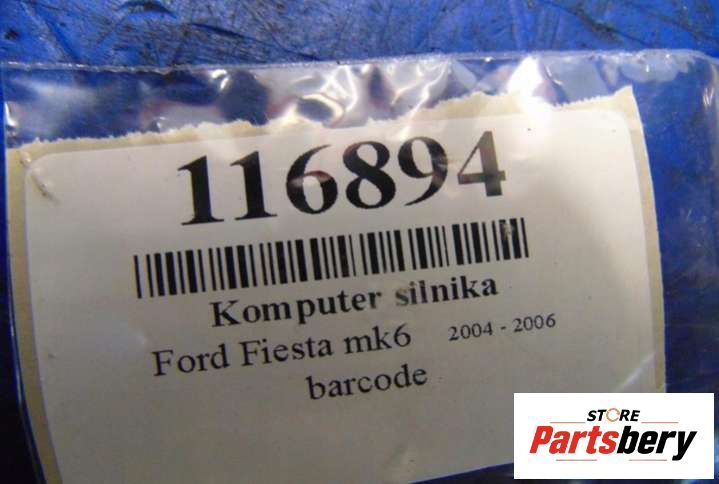 116894
Komputer silnika
Ford Fiesta mk6 2004 - 2006
barcode
STORE
Partsbery